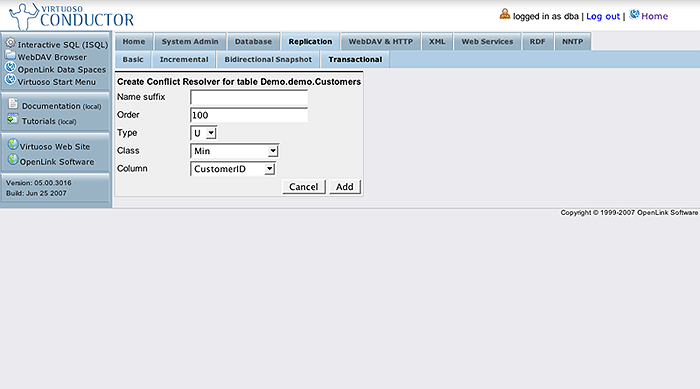 VIRTUOSO
CONDUCTOR
logged in as dba | Log out | Home
Interactive SQL (ISQL)
WebDAV Browser
OpenLink Data Spaces
Virtuoso Start Menu
Documentation (local)
Tutorials (local)
Virtuoso Web Site
OpenLink Software
Version: 05.00.3016
Build: Jun 25 2007
Home System Admin Database Replication WebDAV & HTTP XML Web Services RDF NNTP
Basic Incremental Bidirectional Snapshot Transactional
Create Conflict Resolver for table Demo.demo.Customers
Name suffix
Order 100
Type U
Class Min
Column CustomerID
Cancel Add
Copyright © 1999-2007 OpenLink Software